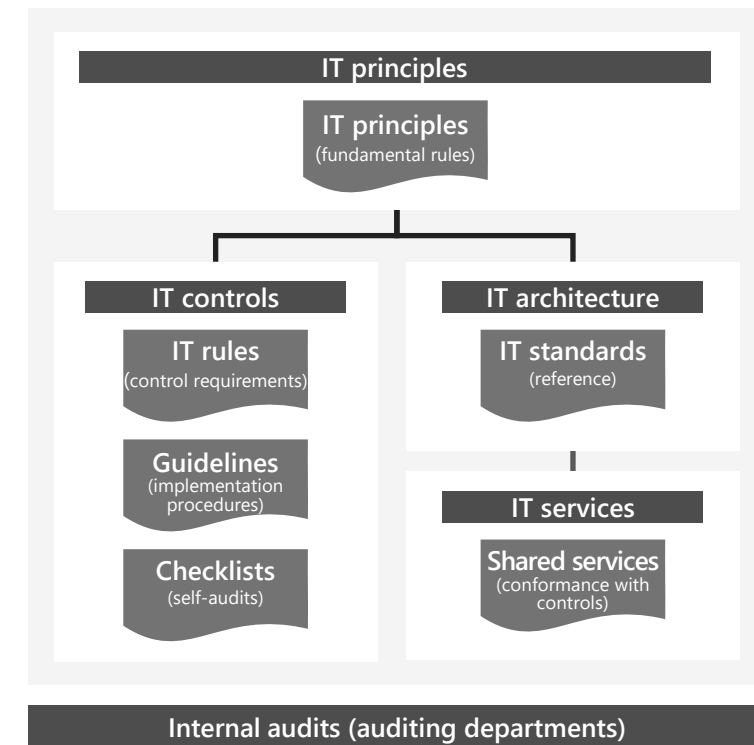 IT principles
IT principles
(fundamental rules)
IT controls
IT rules
(control requirements)
Guidelines
(implementation
procedures)
Checklists
(self-audits)
IT architecture
IT standards
(reference)
IT services
Shared services
(conformance with
controls)
Internal audits (auditing departments)